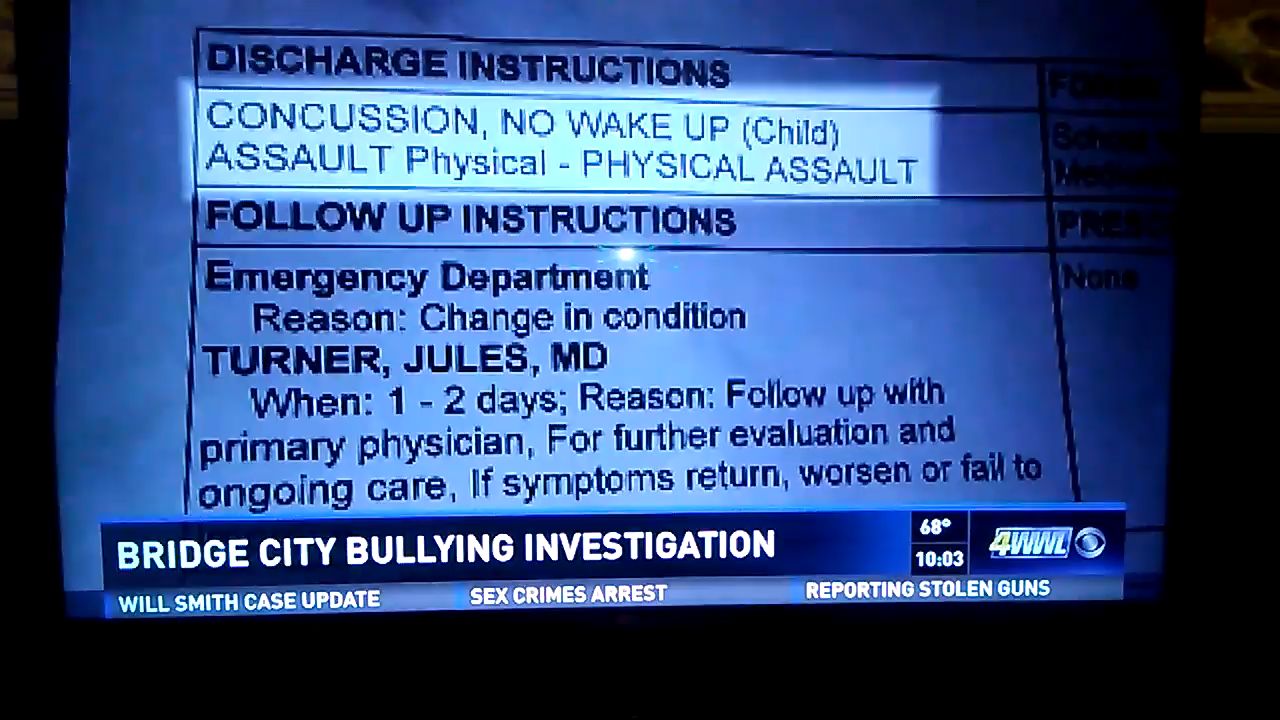 DISCHARGE INSTRUCTIONS
CONCUSSION, NO WAKE UP (Child)
ASSAULT Physical - PHYSICAL ASSAULT
FOLLOW UP INSTRUCTIONS
Emergency Department
Reason: Change in condition
TURNER, JULES, MD
When: 1 - 2 days; Reason: Follow up with
primary physician, For further evaluation and
ongoing care, If symptoms return, worsen or fail to
None
BRIDGE CITY BULLYING INVESTIGATION
68°
10:03
4WWL
WILL SMITH CASE UPDATE
SEX CRIMES ARREST
REPORTING STOLEN GUNS